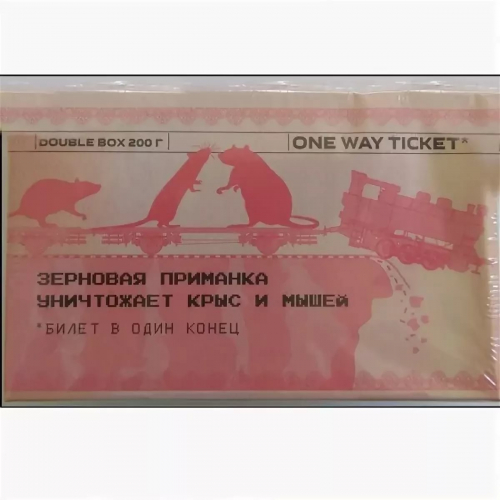 DOUBLE BOX 200 Г
ONE WAY TICKET*
ЗЕРНОВАЯ ПРИМАНКА
УНИЧТОЖАЕТ КРЫС И МЫШЕЙ
*БИЛЕТ В ОДИН КОНЕЦ